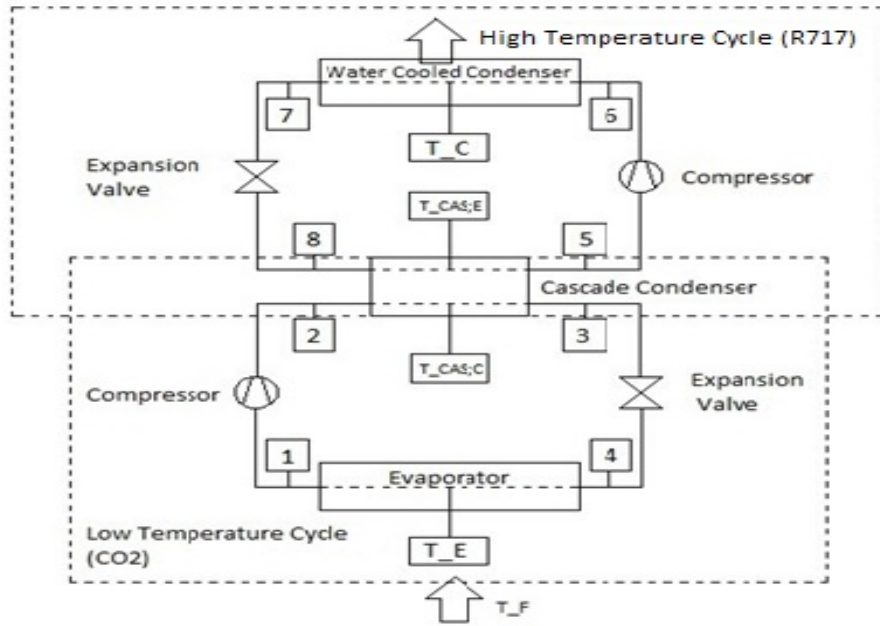 High Temperature Cycle (R717)
Water Cooled Condenser
7
6
T_C
Expansion
Valve
Compressor
T_CAS;E
8
5
Cascade Condenser
2
3
T_CAS;C
Compressor
Expansion
Valve
1
4
Evaporator
Low Temperature Cycle
(CO2)
T_E
T_F